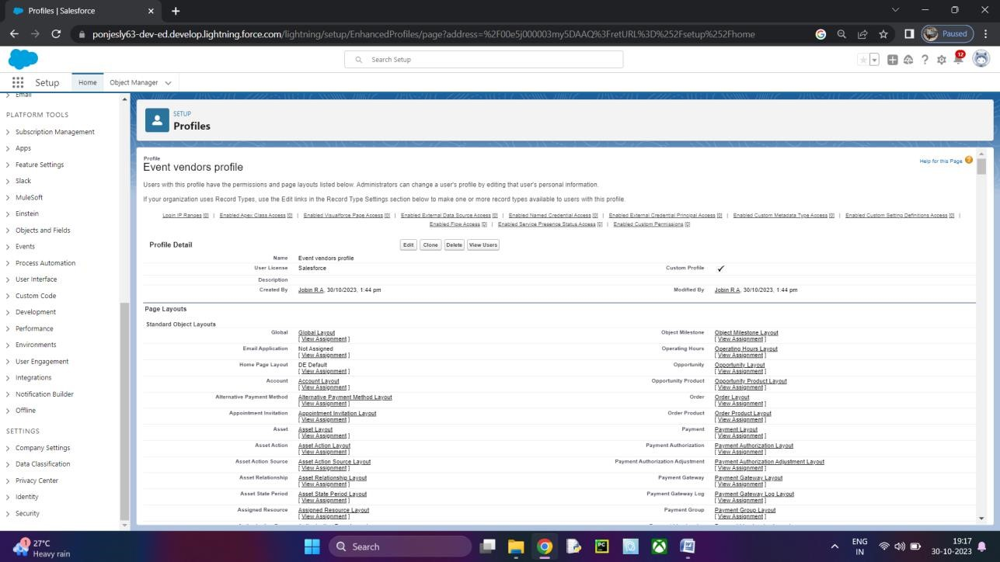 Profiles | Salesforce
ponjesly63-dev-ed.develop.lightning.force.com/lightning/setup/EnhancedProfiles/page?address=%2F00e5j000003my5DAAQ%3FretURL%3D%252Fsetup%252Fhome
Paused
Search Setup
12
Setup
Home
Object Manager
Email
PLATFORM TOOLS
Subscription Management
Apps
Feature Settings
Slack
MuleSoft
Einstein
Objects and Fields
Events
Process Automation
User Interface
Custom Code
Development
Performance
Environments
User Engagement
Integrations
Notification Builder
Offline
SETTINGS
Company Settings
Data Classification
Privacy Center
Identity
Security
SETUP
Profiles
Profile
Event vendors profile
Help for this Page
Users with this profile have the permissions and page layouts listed below. Administrators can change a user's profile by editing that user's personal information.
If your organization uses Record Types, use the Edit links in the Record Type Settings section below to make one or more record types available to users with this profile.
Login IP Ranges [0] | Enabled Apex Class Access [0] | Enabled Visualforce Page Access [0] | Enabled External Data Source Access [0] | Enabled Named Credential Access [0] | Enabled External Credential Principal Access [0] | Enabled Custom Metadata Type Access [0] | Enabled Custom Setting Definitions Access [0] |
Enabled Flow Access [0] | Enabled Service Presence Status Access [0] | Enabled Custom Permissions [0]
Profile Detail Edit Clone Delete View Users
Name Event vendors profile
User License Salesforce Custom Profile ✓
Description
Created By Jobin R A, 30/10/2023, 1:44 pm Modified By Jobin R A, 30/10/2023, 1:44 pm
Page Layouts
Standard Object Layouts
Global Global Layout Object Milestone Object Milestone Layout
[ View Assignment ] [ View Assignment ]
Email Application Not Assigned Operating Hours Operating Hours Layout
[ View Assignment ] [ View Assignment ]
Home Page Layout DE Default Opportunity Opportunity Layout
[ View Assignment ] [ View Assignment ]
Account Account Layout Opportunity Product Opportunity Product Layout
[ View Assignment ] [ View Assignment ]
Alternative Payment Method Alternative Payment Method Layout Order Order Layout
[ View Assignment ] [ View Assignment ]
Appointment Invitation Appointment Invitation Layout Order Product Order Product Layout
[ View Assignment ] [ View Assignment ]
Asset Asset Layout Payment Payment Layout
[ View Assignment ] [ View Assignment ]
Asset Action Asset Action Layout Payment Authorization Payment Authorization Layout
[ View Assignment ] [ View Assignment ]
Asset Action Source Asset Action Source Layout Payment Authorization Adjustment Payment Authorization Adjustment Layout
[ View Assignment ] [ View Assignment ]
Asset Relationship Asset Relationship Layout Payment Gateway Payment Gateway Layout
[ View Assignment ] [ View Assignment ]
Asset State Period Asset State Period Layout Payment Gateway Log Payment Gateway Log Layout
[ View Assignment ] [ View Assignment ]
Assigned Resource Assigned Resource Layout Payment Group Payment Group Layout
[ View Assignment ] [ View Assignment ]
1
27°C
Heavy rain
Search
ENG
IN
19:17
30-10-2023